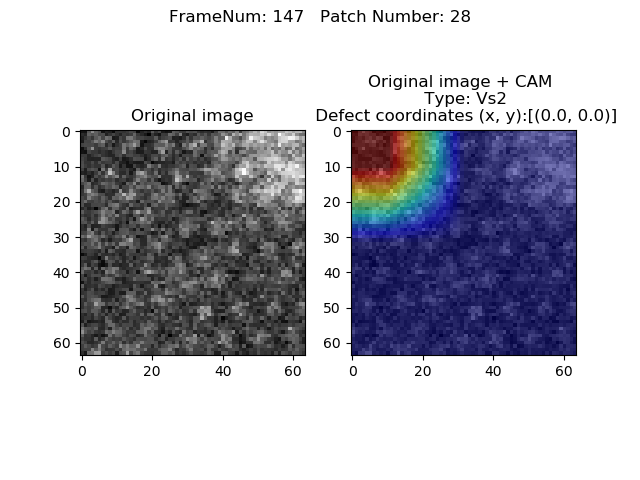 FrameNum: 147   Patch Number: 28
Original image
Original image + CAM
Type: Vs2
Defect coordinates (x, y):[(0.0, 0.0)]
0
10
20
30
40
50
60
0 20 40 60
0
10
20
30
40
50
60
0 20 40 60